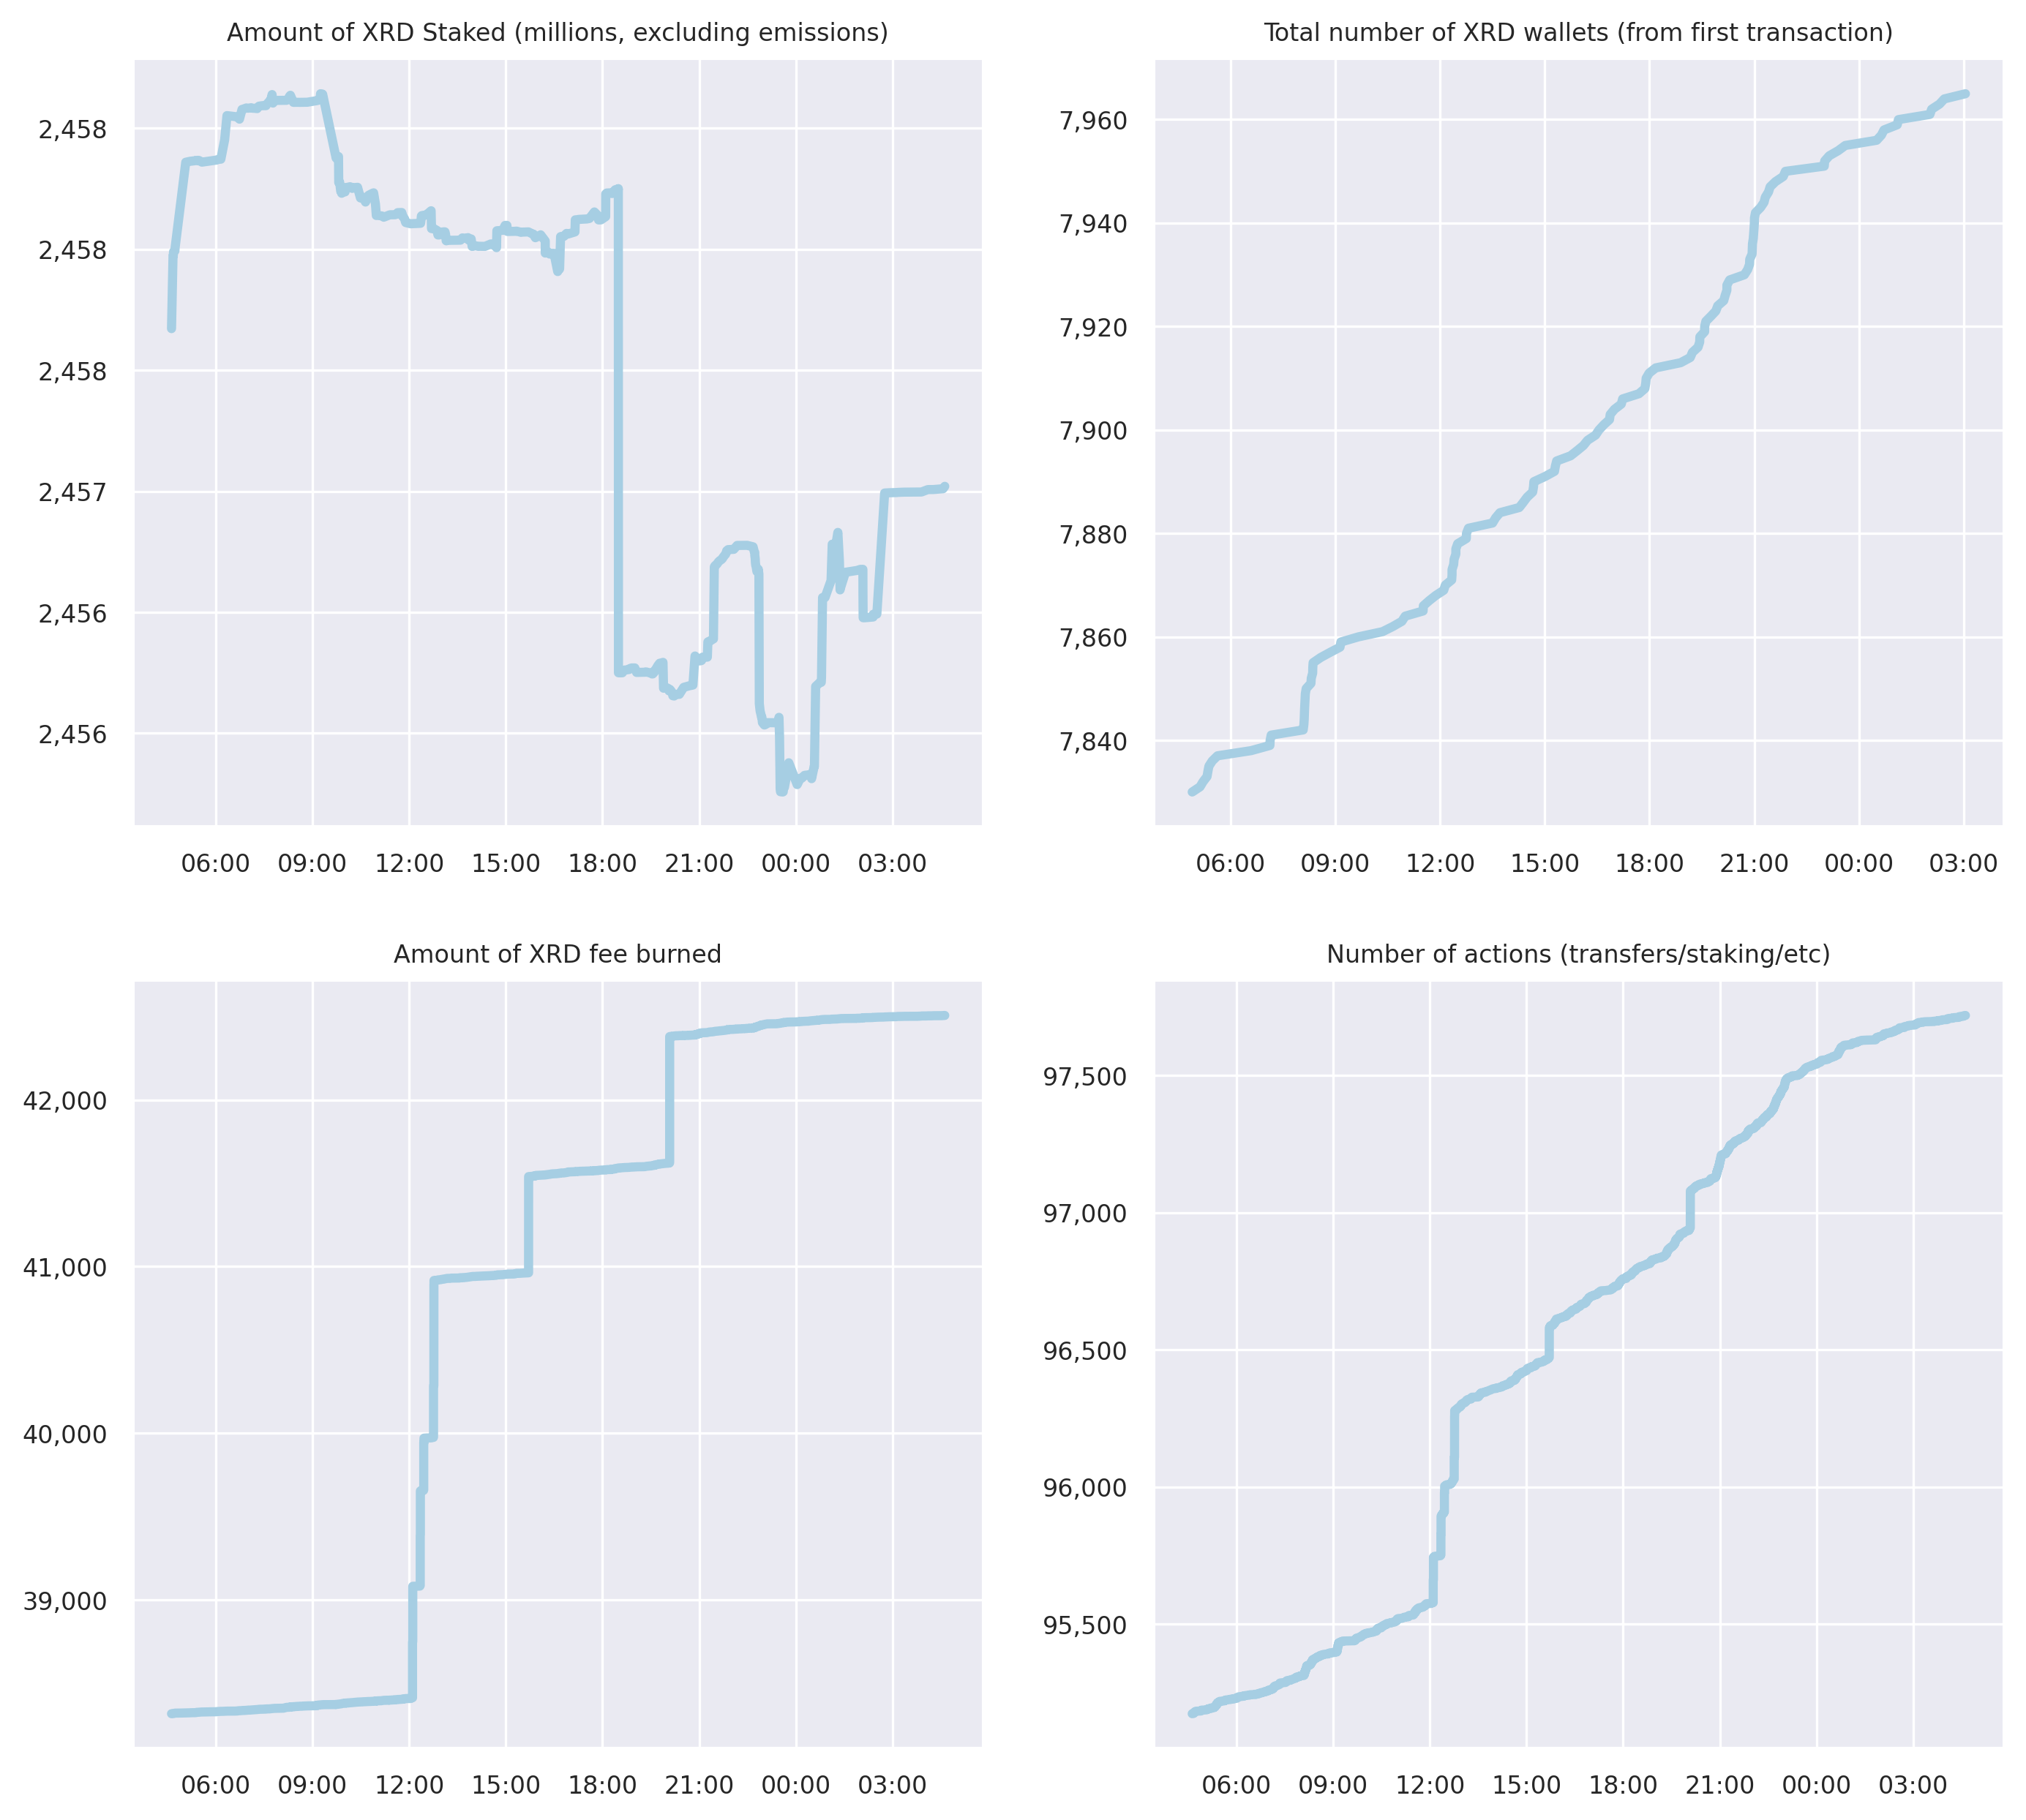 Amount of XRD Staked (millions, excluding emissions)
2,458
2,458
2,458
2,457
2,456
2,456
06:00 09:00 12:00 15:00 18:00 21:00 00:00 03:00
Total number of XRD wallets (from first transaction)
7,960
7,940
7,920
7,900
7,880
7,860
7,840
06:00 09:00 12:00 15:00 18:00 21:00 00:00 03:00
Amount of XRD fee burned
42,000
41,000
40,000
39,000
06:00 09:00 12:00 15:00 18:00 21:00 00:00 03:00
Number of actions (transfers/staking/etc)
97,500
97,000
96,500
96,000
95,500
06:00 09:00 12:00 15:00 18:00 21:00 00:00 03:00